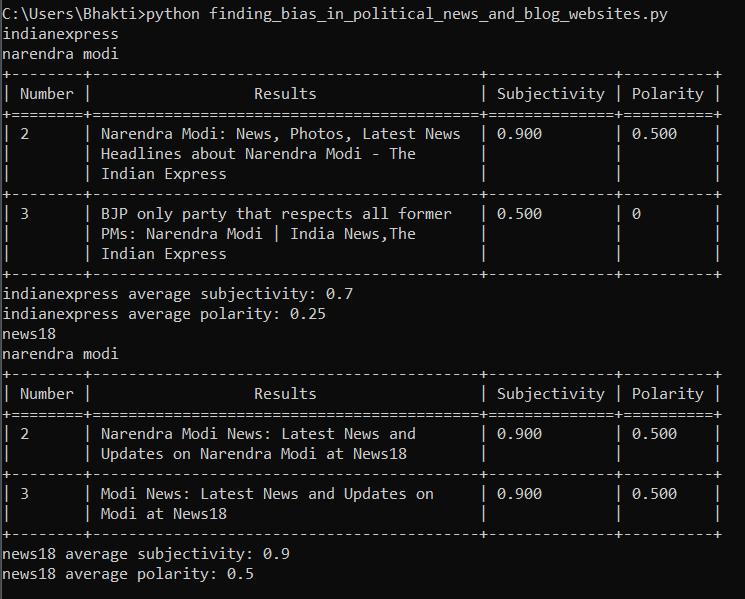 C:\Users\Bhakti>python finding_bias_in_political_news_and_blog_websites.py
indianexpress
narendra modi
+--------+-------------------------------------------+--------------+----------+
| Number |                  Results                  | Subjectivity | Polarity |
+========+===========================================+==============+==========+
| 2      | Narendra Modi: News, Photos, Latest News  | 0.900        | 0.500    |
|        | Headlines about Narendra Modi - The       |              |          |
|        | Indian Express                            |              |          |
+--------+-------------------------------------------+--------------+----------+
| 3      | BJP only party that respects all former   | 0.500        | 0        |
|        | PMs: Narendra Modi | India News,The       |              |          |
|        | Indian Express                            |              |          |
+--------+-------------------------------------------+--------------+----------+
indianexpress average subjectivity: 0.7
indianexpress average polarity: 0.25
news18
narendra modi
+--------+-------------------------------------------+--------------+----------+
| Number |                  Results                  | Subjectivity | Polarity |
+========+===========================================+==============+==========+
| 2      | Narendra Modi News: Latest News and       | 0.900        | 0.500    |
|        | Updates on Narendra Modi at News18        |              |          |
+--------+-------------------------------------------+--------------+----------+
| 3      | Modi News: Latest News and Updates on     | 0.900        | 0.500    |
|        | Modi at News18                            |              |          |
+--------+-------------------------------------------+--------------+----------+
news18 average subjectivity: 0.9
news18 average polarity: 0.5